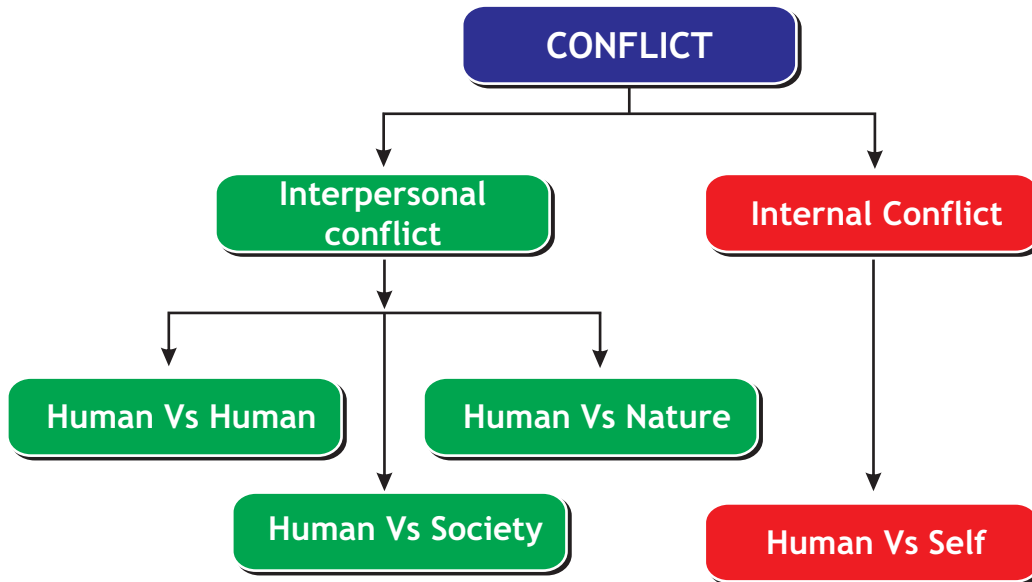 CONFLICT
Interpersonal
conflict
Internal Conflict
Human Vs Human
Human Vs Nature
Human Vs Society
Human Vs Self